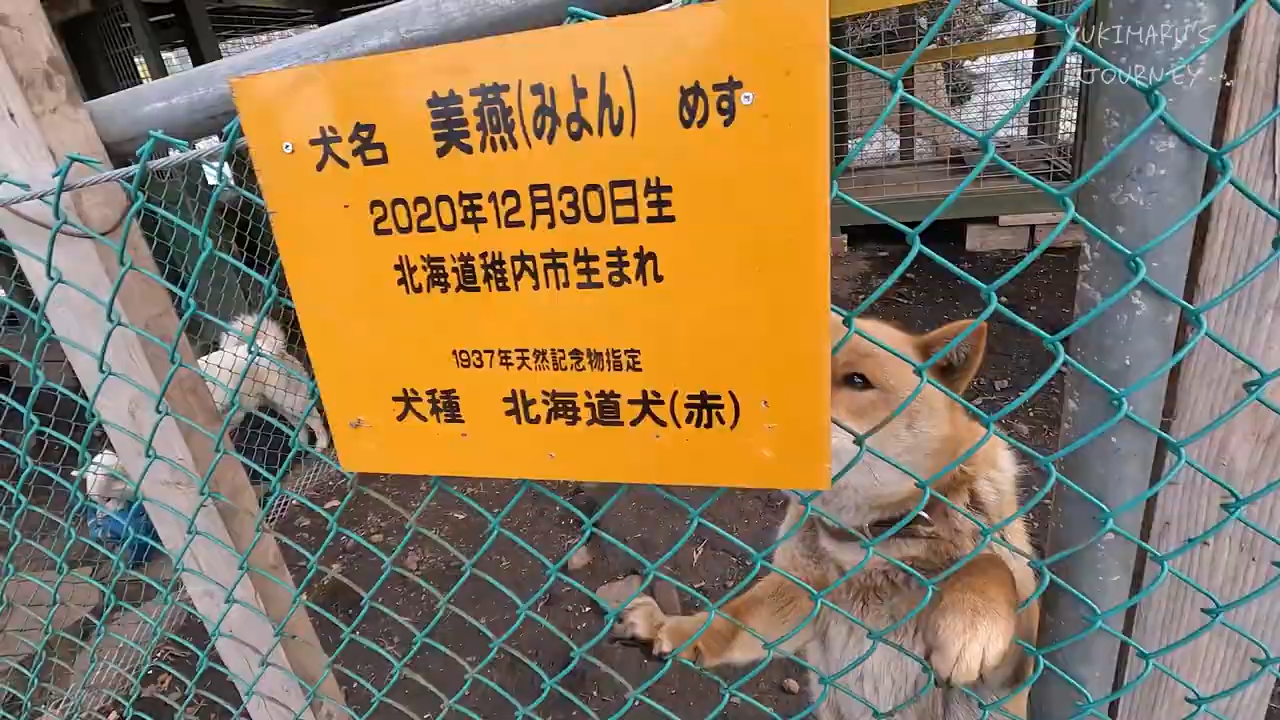 YUKIMARU'S
JOURNEY
犬名 美燕(みよん) めす
2020年12月30日生
北海道稚内市生まれ
1937年天然記念物指定
犬種 北海道犬(赤)